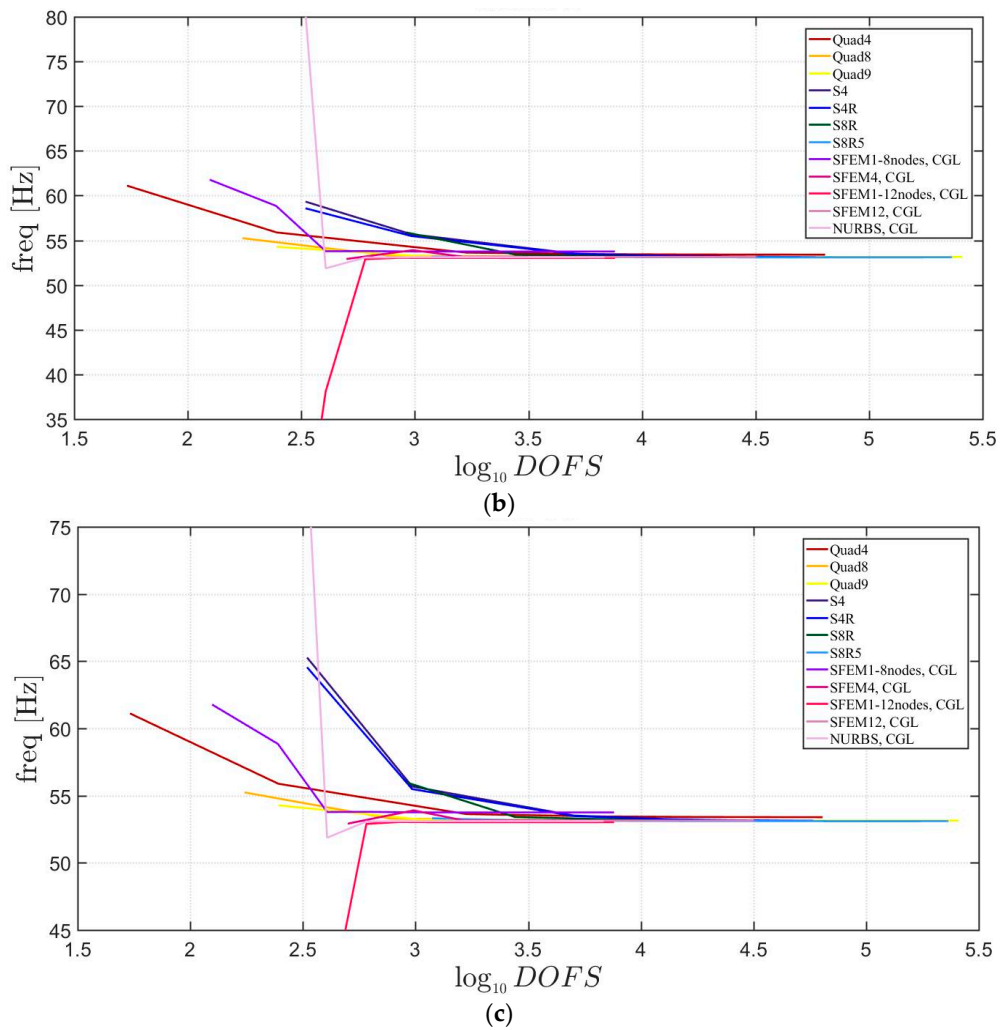 80
75
70
65
60
55
50
45
40
35
freq [Hz]
1.5 2 2.5 3 3.5 4 4.5 5 5.5
log₁₀ DOFS
Quad4
Quad8
Quad9
S4
S4R
S8R
S8R5
SFEM1-8nodes, CGL
SFEM4, CGL
SFEM1-12nodes, CGL
SFEM12, CGL
NURBS, CGL
(b)
75
70
65
60
55
50
45
freq [Hz]
1.5 2 2.5 3 3.5 4 4.5 5 5.5
log₁₀ DOFS
Quad4
Quad8
Quad9
S4
S4R
S8R
S8R5
SFEM1-8nodes, CGL
SFEM4, CGL
SFEM1-12nodes, CGL
SFEM12, CGL
NURBS, CGL
(c)